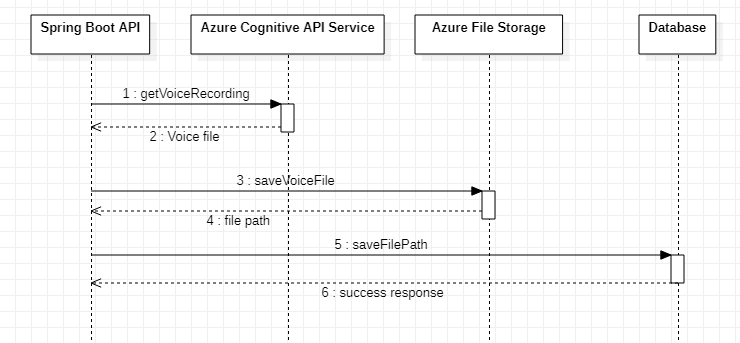 Spring Boot API
Azure Cognitive API Service
Azure File Storage
Database
1 : getVoiceRecording
2 : Voice file
3 : saveVoiceFile
4 : file path
5 : saveFilePath
6 : success response